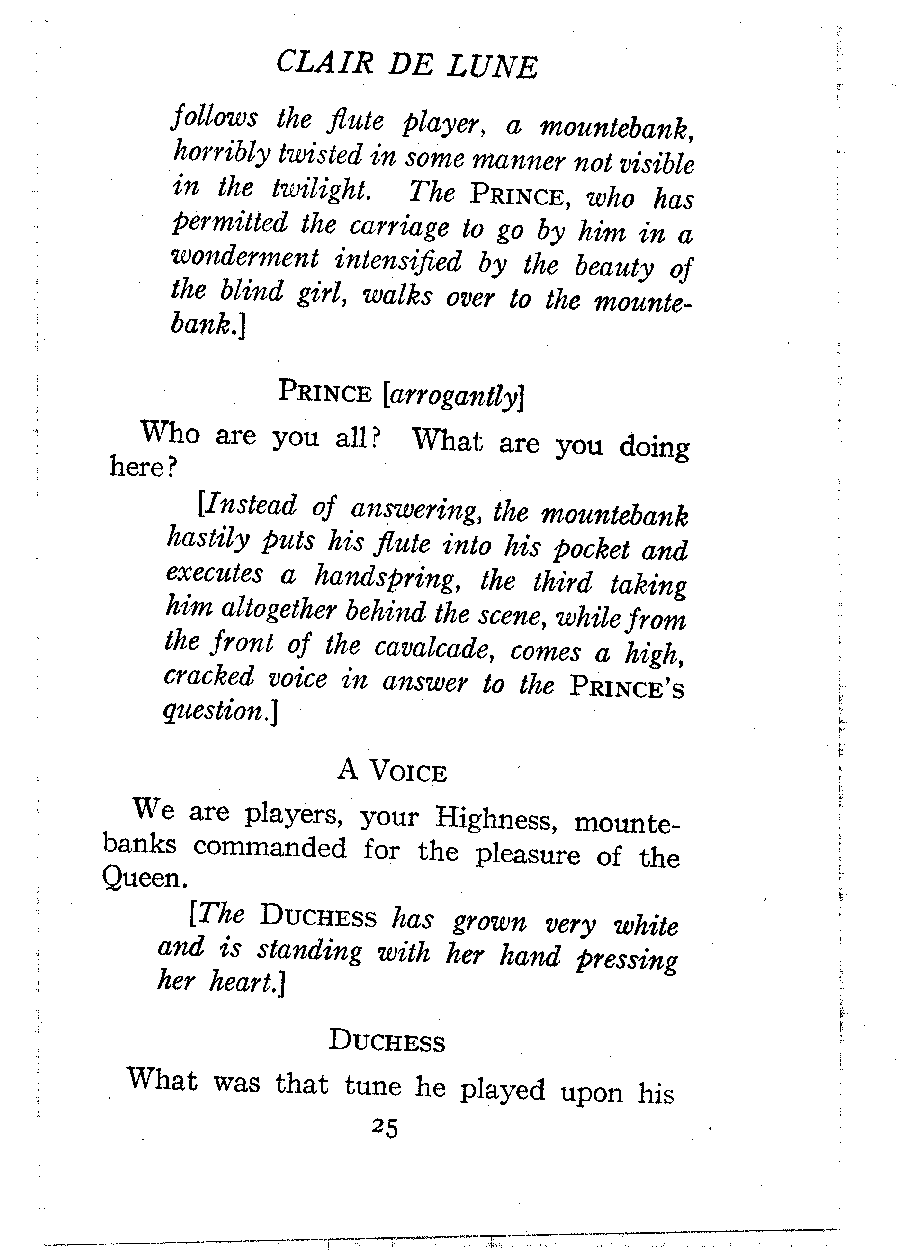 CLAIR DE LUNE
follows the flute player, a mountebank,
horribly twisted in some manner not visible
in the twilight. The PRINCE, who has
permitted the carriage to go by him in a
wonderment intensified by the beauty of
the blind girl, walks over to the mounte-
bank.]
PRINCE [arrogantly]
Who are you all? What are you doing
here?
[Instead of answering, the mountebank
hastily puts his flute into his pocket and
executes a handspring, the third taking
him altogether behind the scene, while from
the front of the cavalcade, comes a high,
cracked voice in answer to the PRINCE'S
question.]
A VOICE
We are players, your Highness, mounte-
banks commanded for the pleasure of the
Queen.
[The DUCHESS has grown very white
and is standing with her hand pressing
her heart.]
DUCHESS
What was that tune he played upon his
25